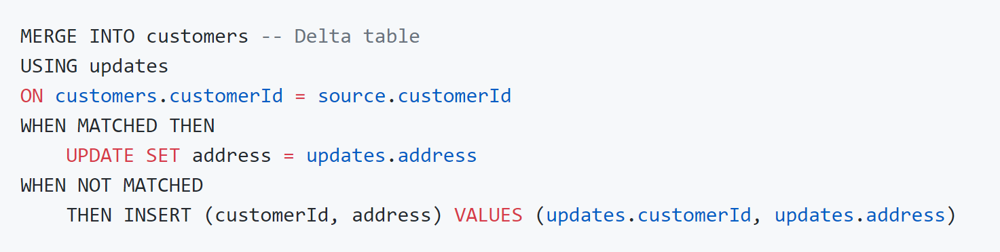 MERGE INTO customers -- Delta table
USING updates
ON customers.customerId = source.customerId
WHEN MATCHED THEN
    UPDATE SET address = updates.address
WHEN NOT MATCHED
    THEN INSERT (customerId, address) VALUES (updates.customerId, updates.address)